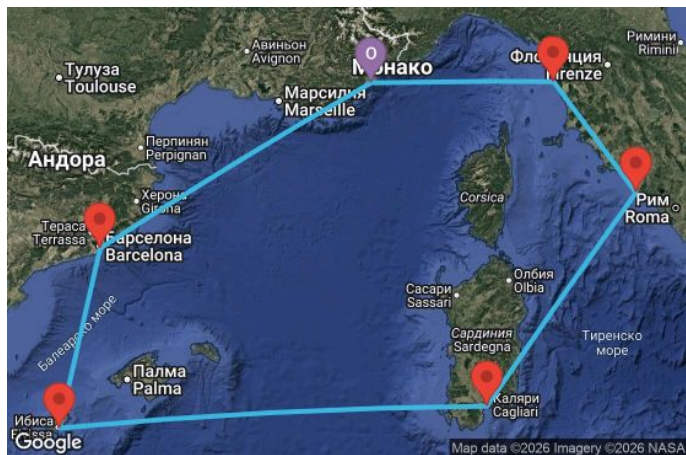 Авиньон
Avignon
Римини
Rimini
Тулуза
Toulouse
О
Монако
Марсилия
Marseille
Firenze
Перпинян
Perpignan
Андора
Херона
Girona
Corsica
Рим
Roma
Тераса
Terrassa
Барселона
Barcelona
Олбия
Olbia
Сасари
Sassari
Балеарско море
Сардиния
Sardegna
Тиренско
море
Палма
Palma
Каляри
Cagliari
Ибиса
Google
Map data ©2026 Imagery ©2026 NASA